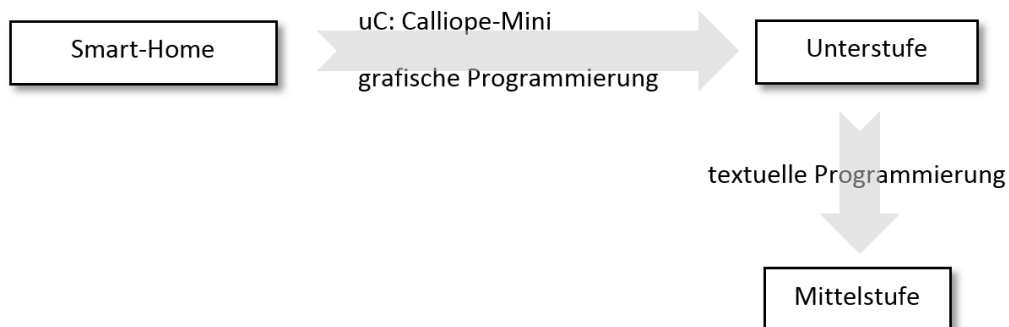 Smart-Home
uC: Calliope-Mini
grafische Programmierung
Unterstufe
textuelle Programmierung
Mittelstufe